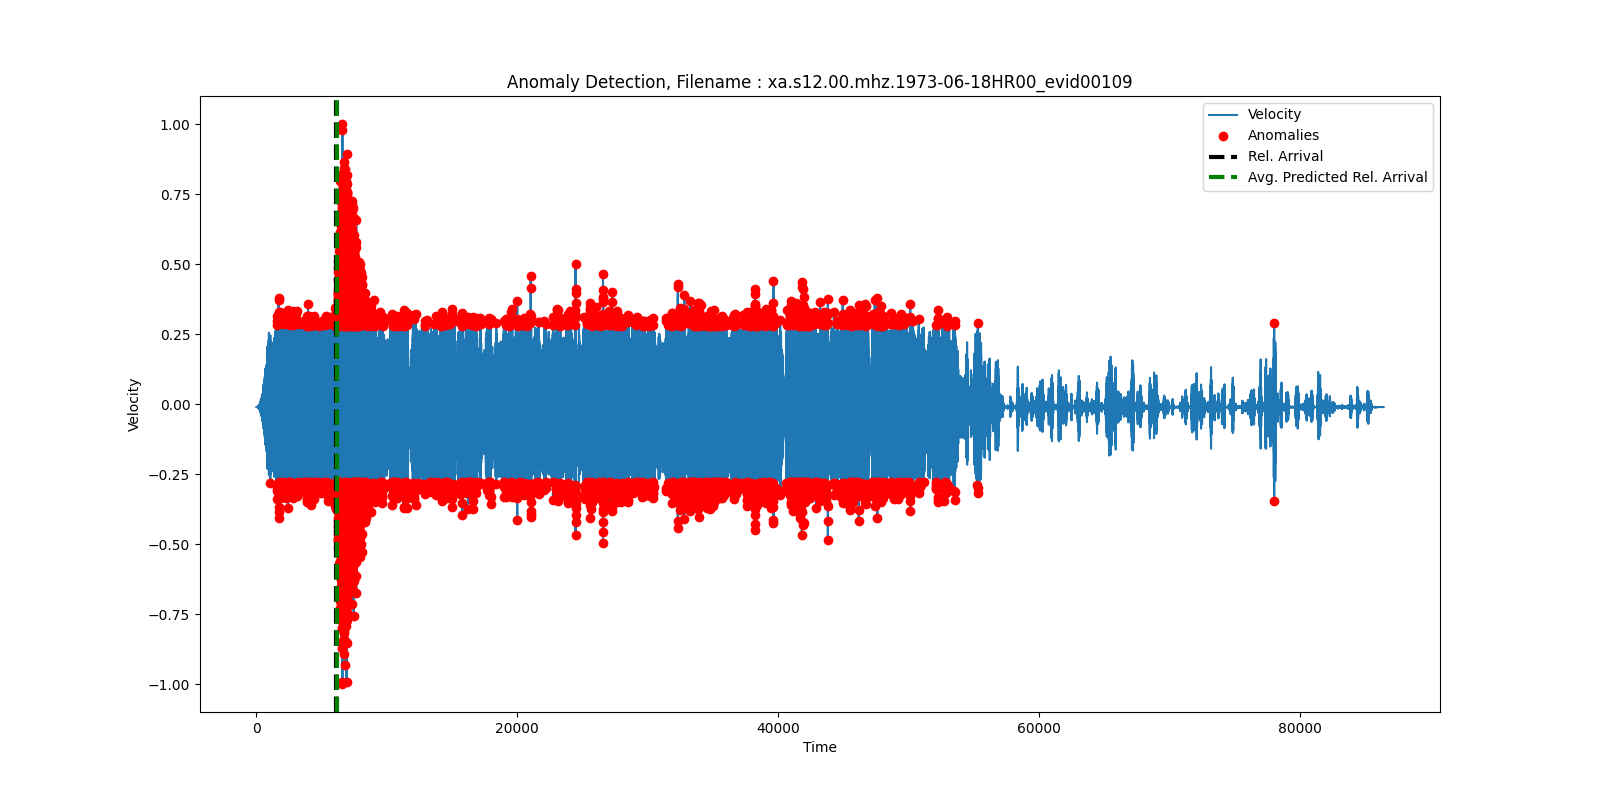 Anomaly Detection, Filename : xa.s12.00.mhz.1973-06-18HR00_evid00109
Velocity
Anomalies
Rel. Arrival
Avg. Predicted Rel. Arrival
1.00
0.75
0.50
0.25
0.00
−0.25
−0.50
−0.75
−1.00
Velocity
0
20000
40000
60000
80000
Time